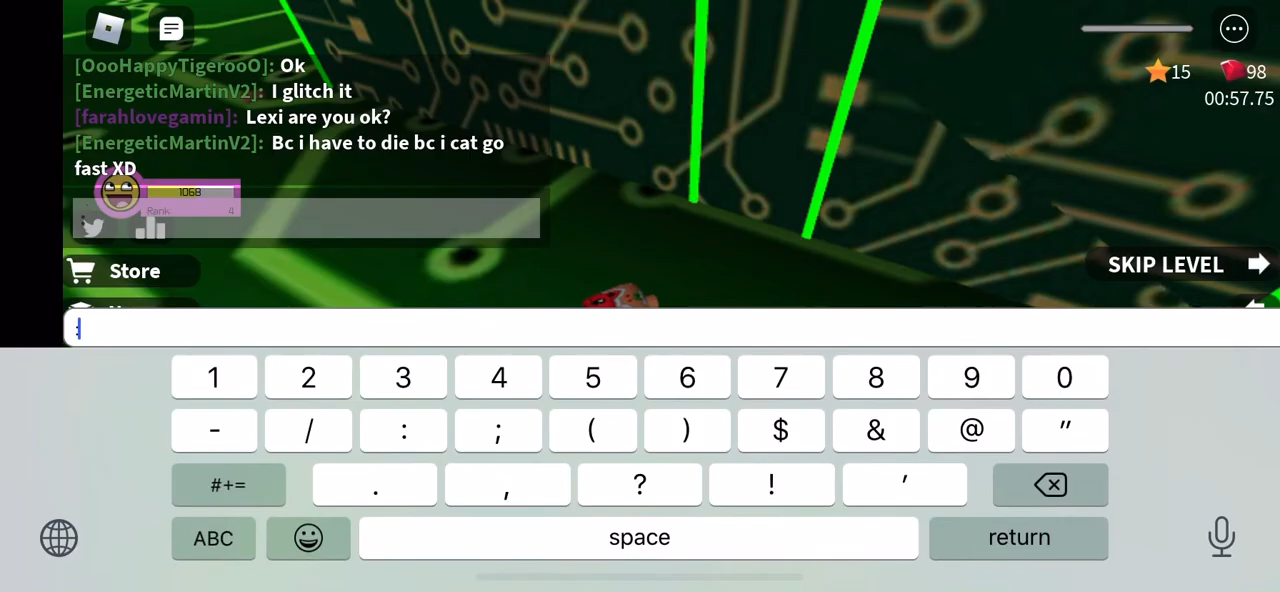 [OooHappyTigerooO]: Ok
[EnergeticMartinV2]: I glitch it
[farahlovegamin]: Lexi are you ok?
[EnergeticMartinV2]: Bc i have to die bc i cat go
fast XD
1068
Rank 4
15 98
00:57.75
Store
SKIP LEVEL
:
1 2 3 4 5 6 7 8 9 0
- / : ; ( ) $ & @ "
#+= . , ? ! '
ABC space return